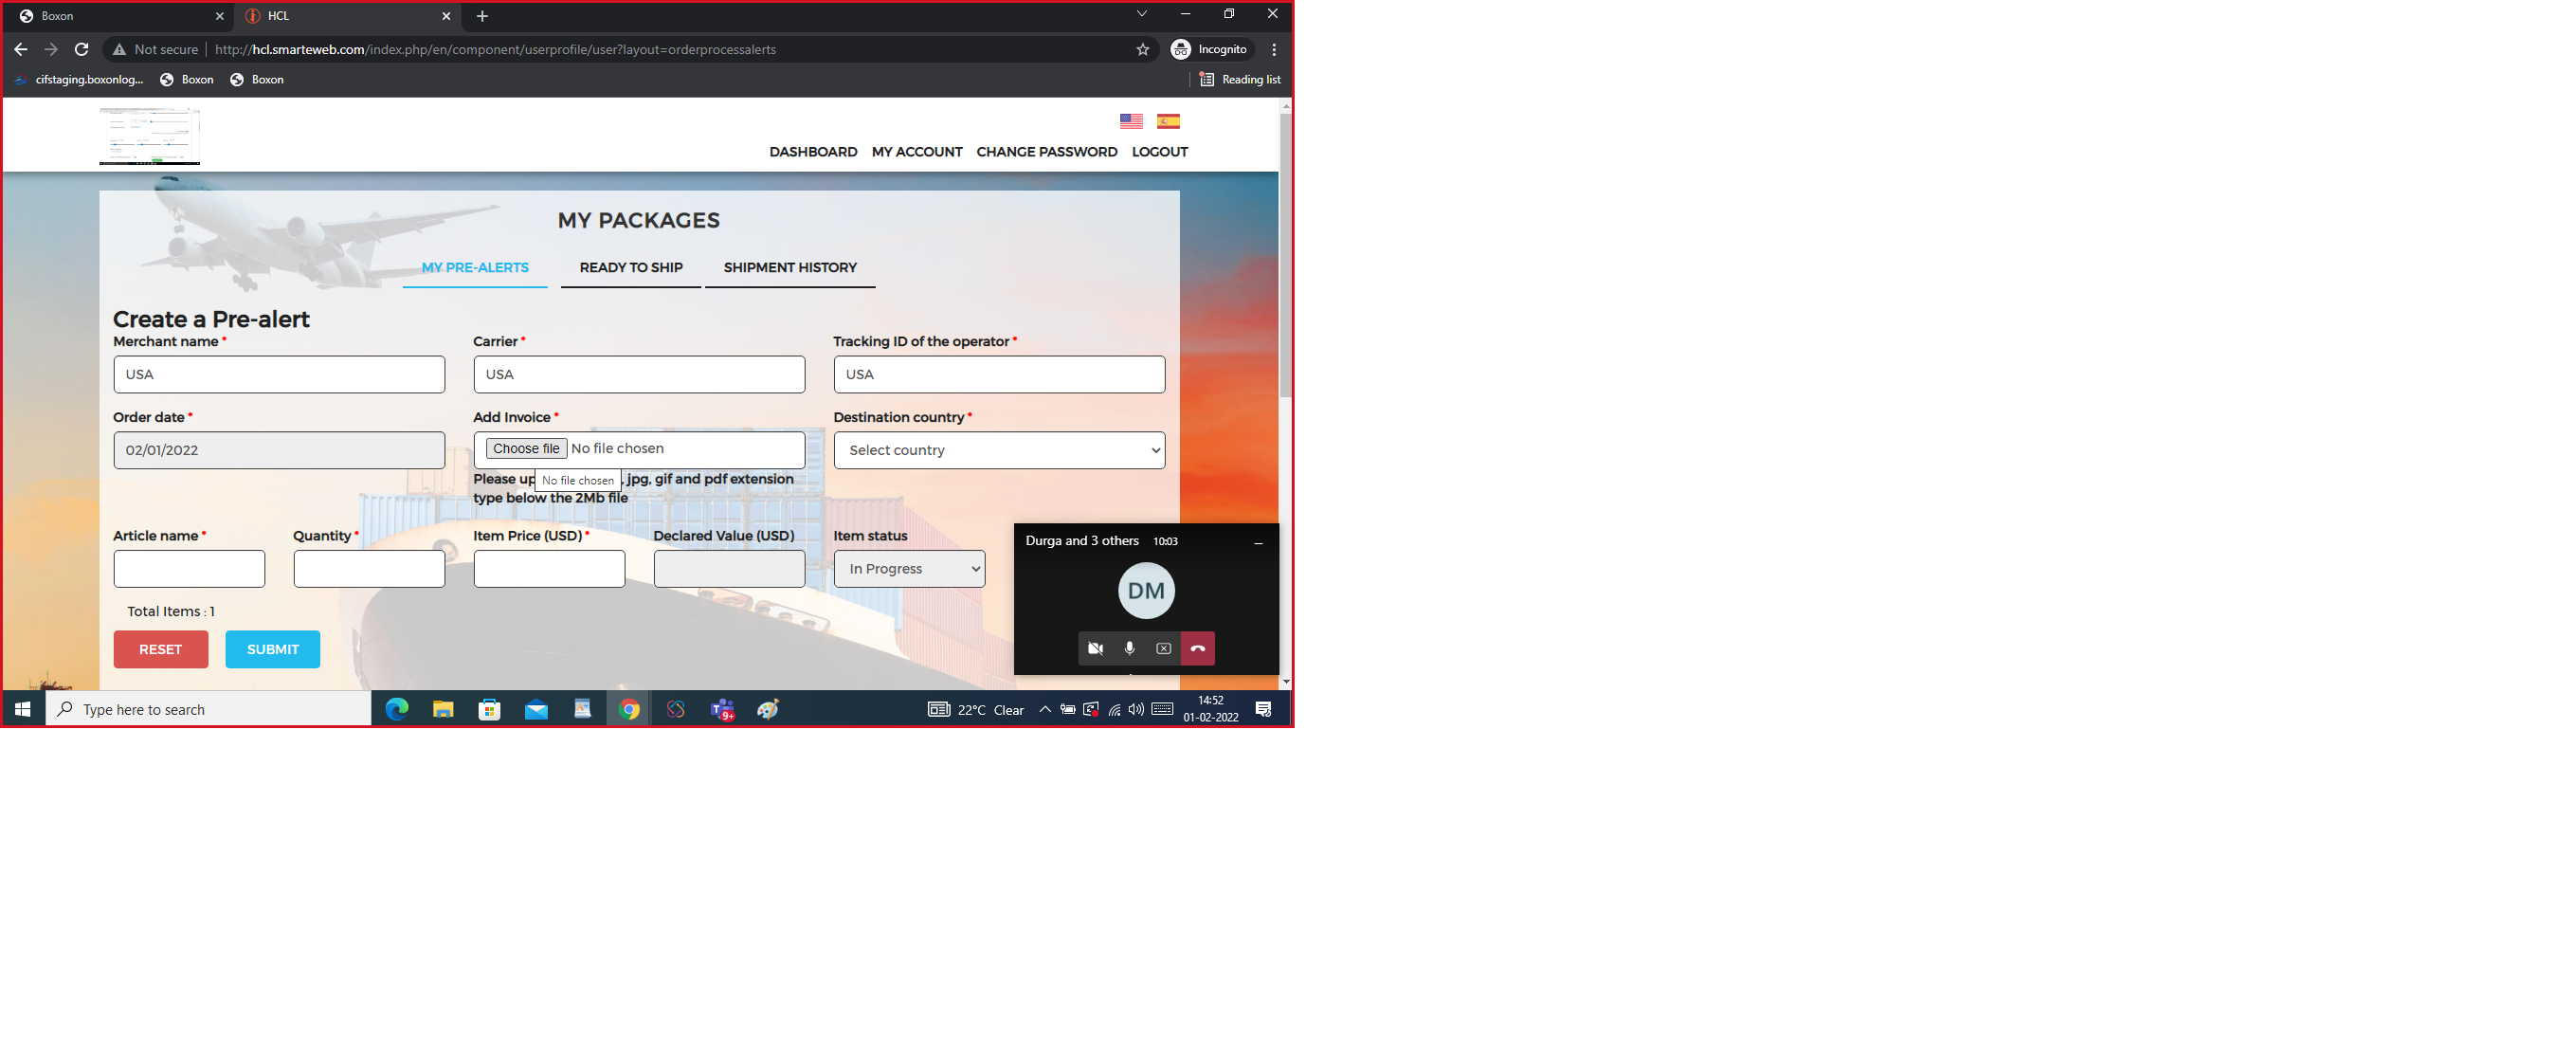 Boxon
HCL
Not secure
http://hcl.smarteweb.com/index.php/en/component/userprofile/user?layout=orderprocessalerts
Incognito
cifstaging.boxonlog...
Boxon
Boxon
Reading list
DASHBOARD
MY ACCOUNT
CHANGE PASSWORD
LOGOUT
MY PACKAGES
MY PRE-ALERTS
READY TO SHIP
SHIPMENT HISTORY
Create a Pre-alert
Merchant name *
Carrier *
Tracking ID of the operator *
USA
USA
USA
Order date *
Add Invoice *
Destination country *
02/01/2022
Choose file No file chosen
Select country
Please up
No file chosen
, jpg, gif and pdf extension
type below the 2Mb file
Article name *
Quantity *
Item Price (USD) *
Declared Value (USD)
Item status
In Progress
Total Items : 1
RESET
SUBMIT
Durga and 3 others
10:03
DM
Type here to search
9+
22°C Clear
14:52
01-02-2022